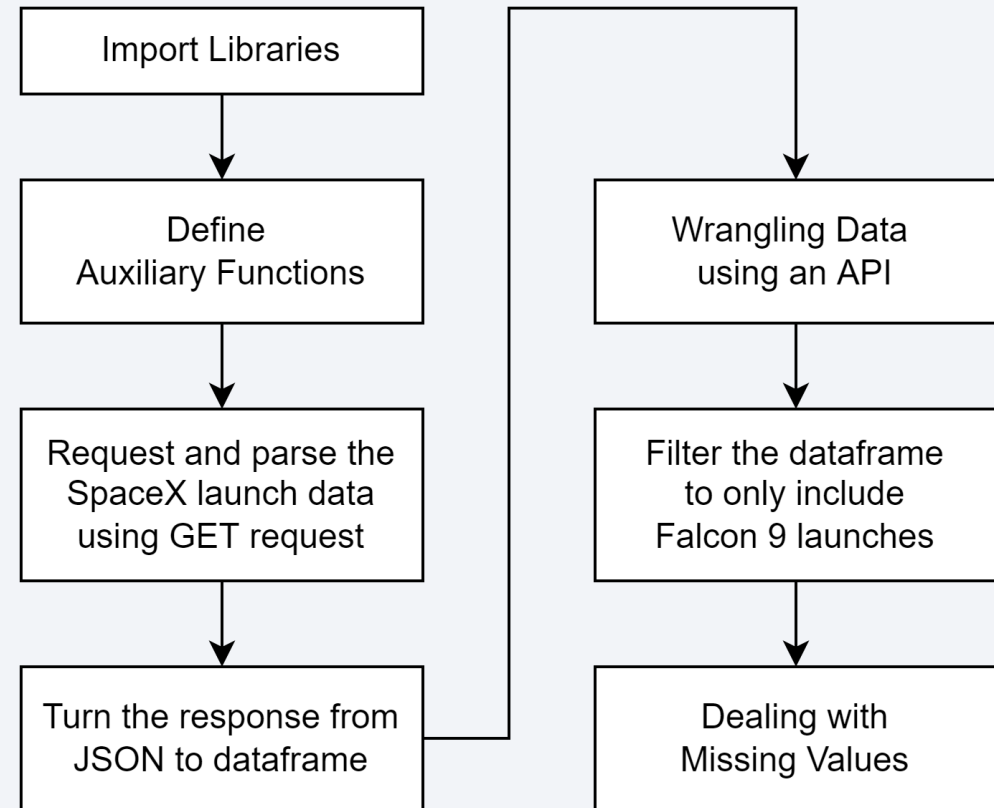 Import Libraries
Define
Auxiliary Functions
Request and parse the
SpaceX launch data
using GET request
Turn the response from
JSON to dataframe
Wrangling Data
using an API
Filter the dataframe
to only include
Falcon 9 launches
Dealing with
Missing Values